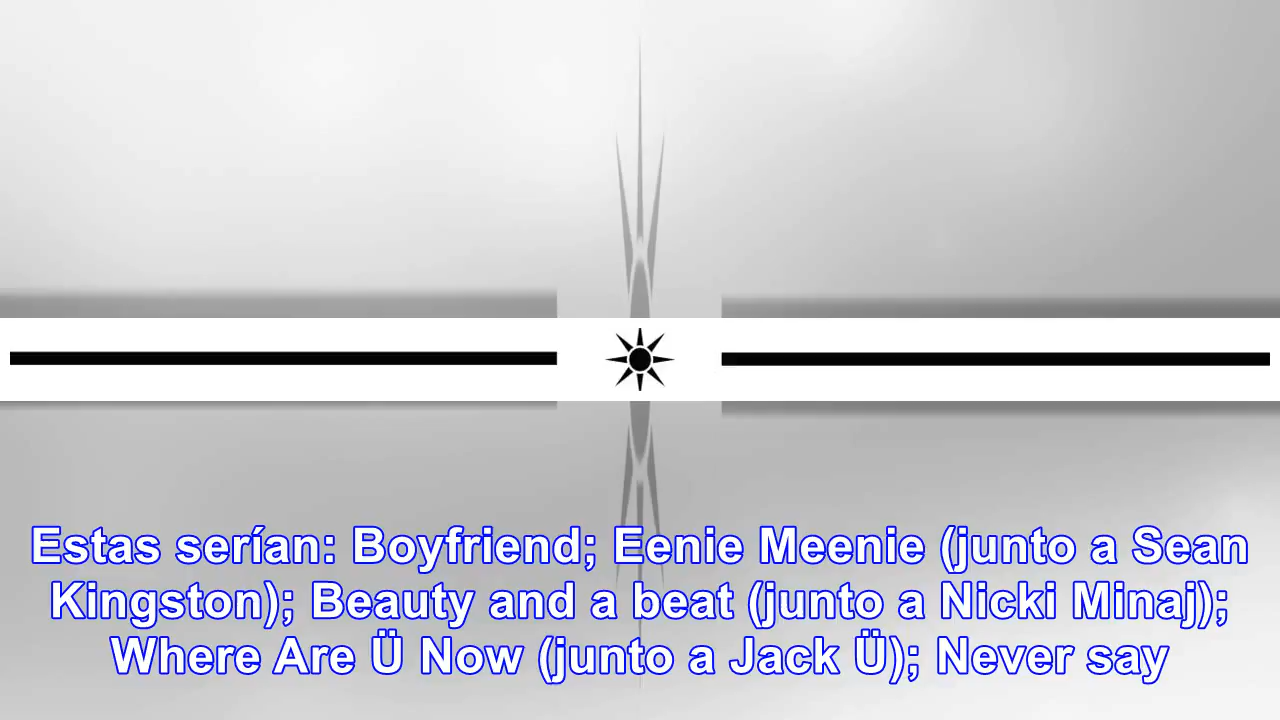 Estas serían: Boyfriend; Eenie Meenie (junto a Sean
Kingston); Beauty and a beat (junto a Nicki Minaj);
Where Are Ü Now (junto a Jack Ü); Never say